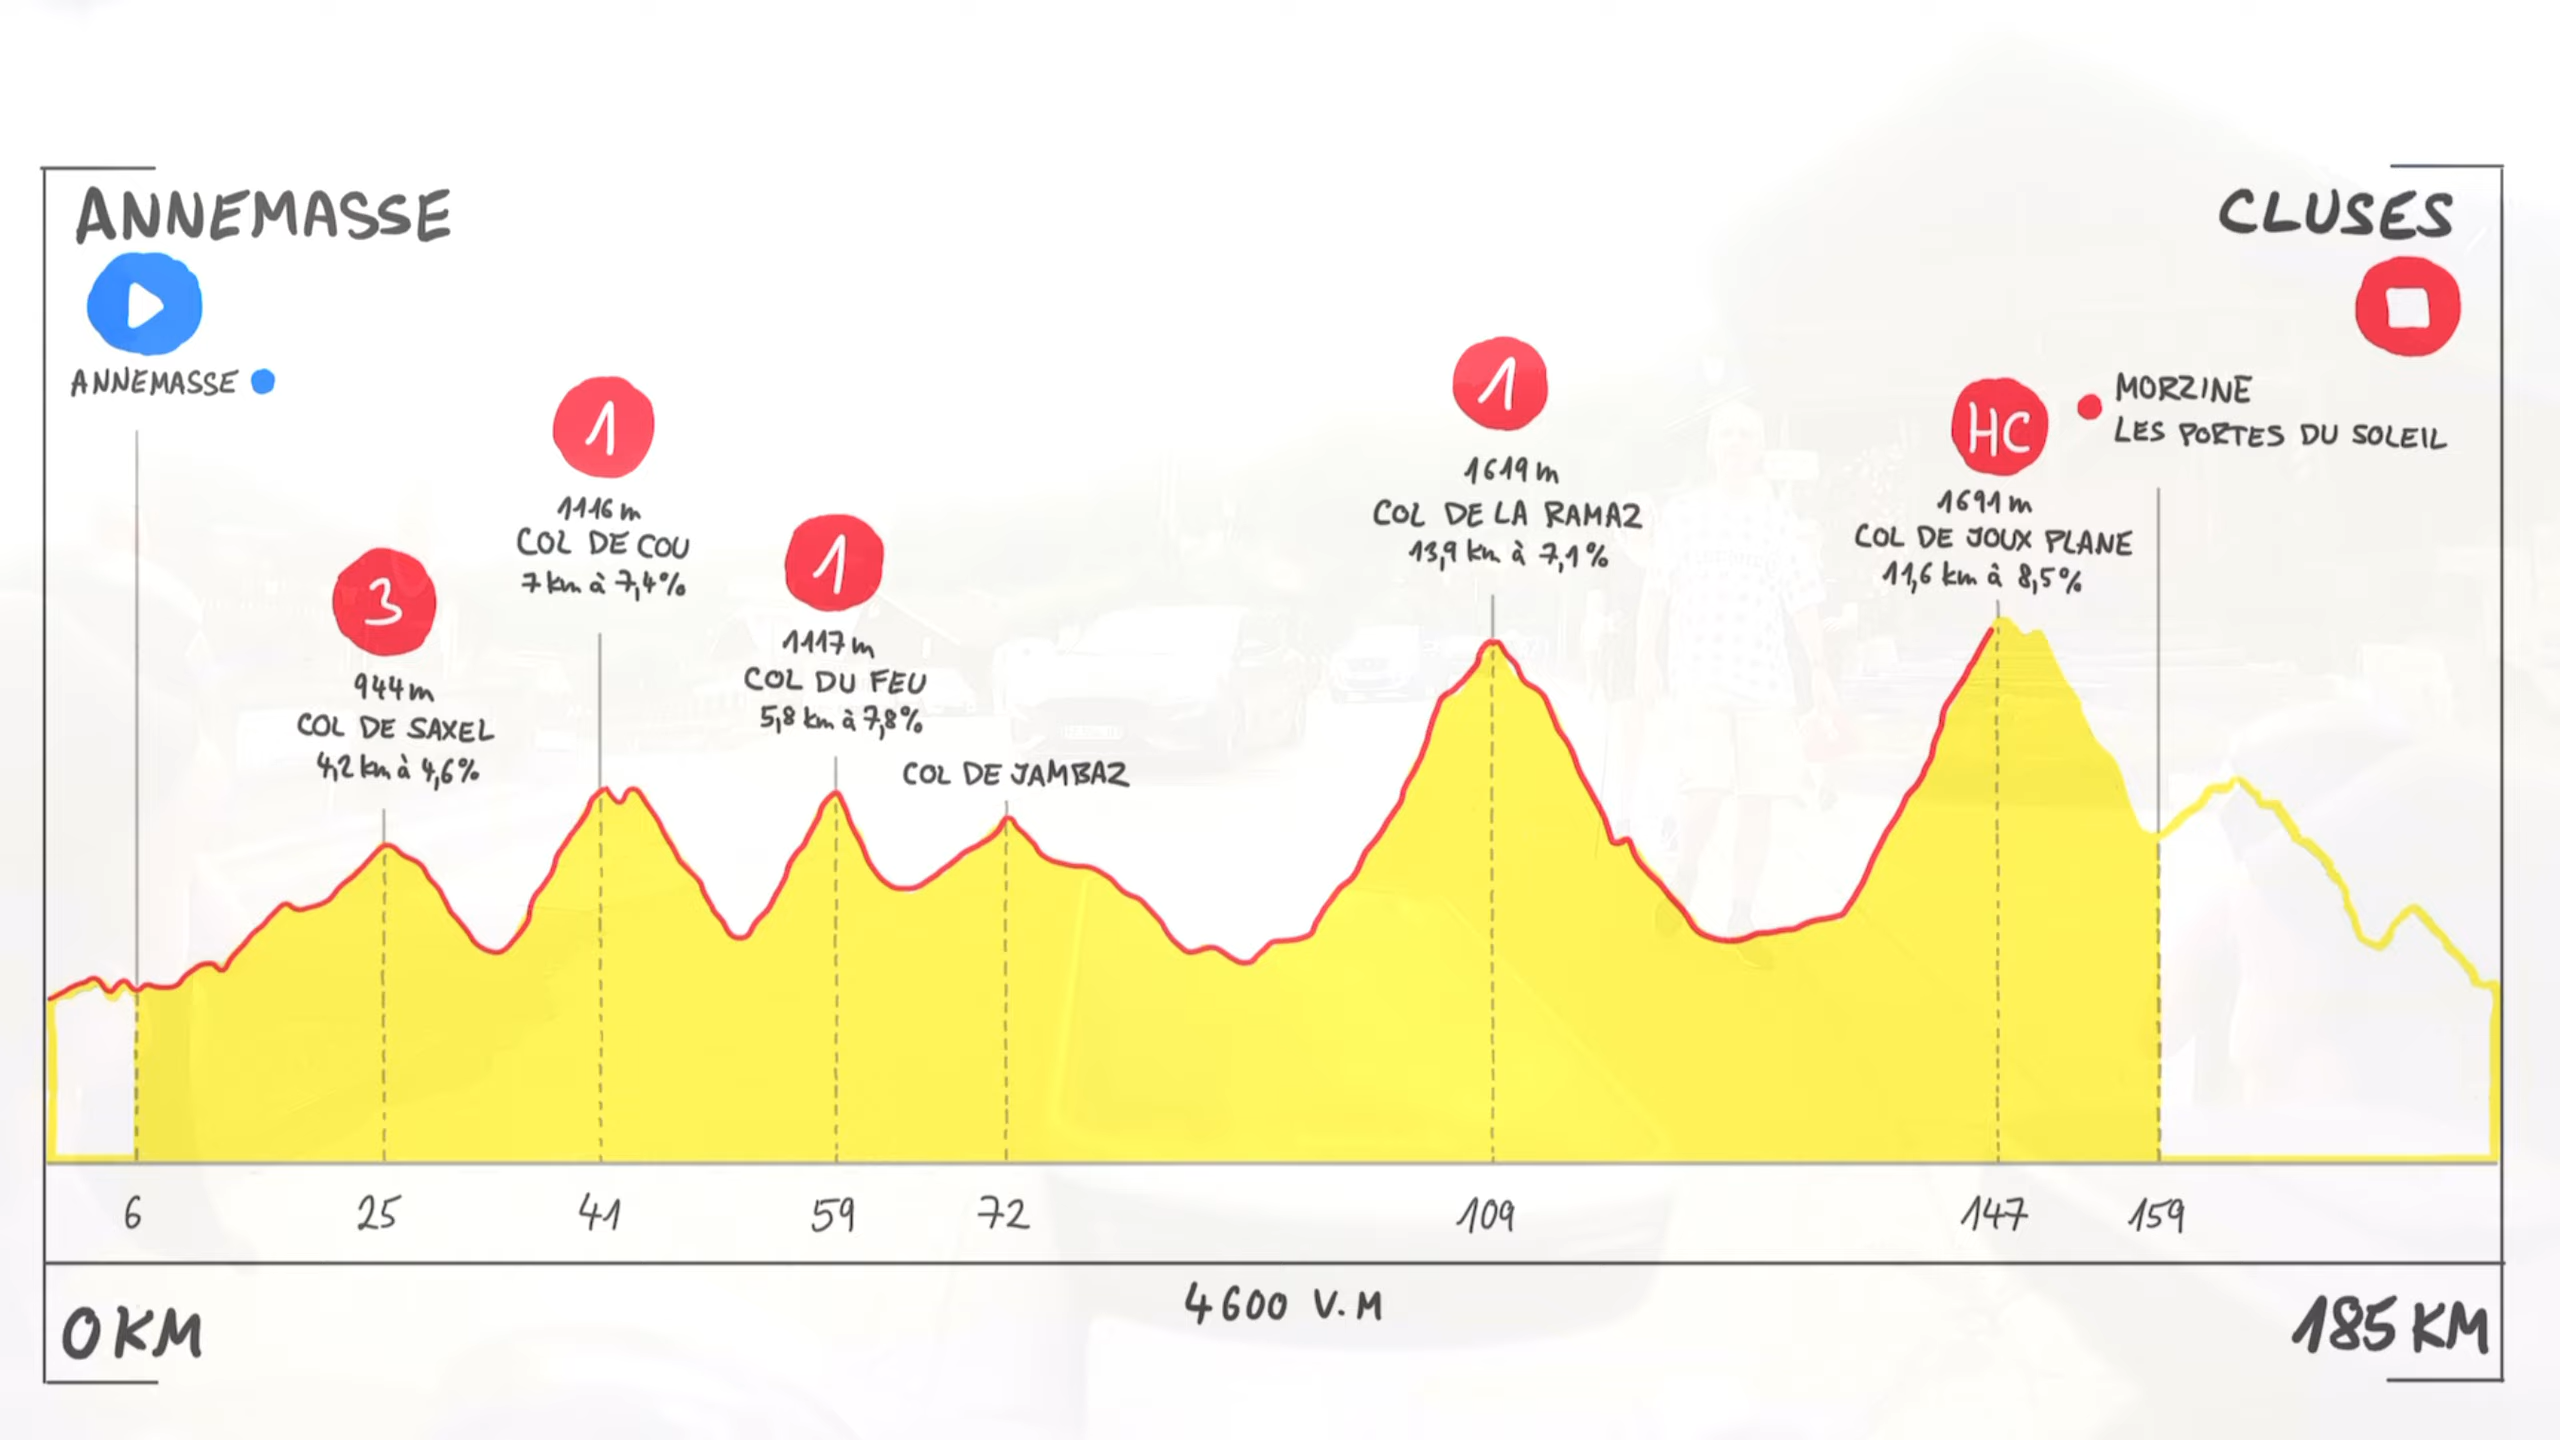 ANNEMASSE
CLUSES
ANNEMASSE
MORZINE
LES PORTES DU SOLEIL
3
944m
COL DE SAXEL
4,2 km à 4,6%
1
1116 m
COL DE COU
7 km à 7,4%
1
1117 m
COL DU FEU
5,8 km à 7,8%
COL DE JAMBAZ
1
1619 m
COL DE LA RAMAZ
13,9 km à 7,1%
HC
1691 m
COL DE JOUX PLANE
11,6 km à 8,5%
6 25 41 59 72 109 147 159
4600 V.M
0 KM
185 KM